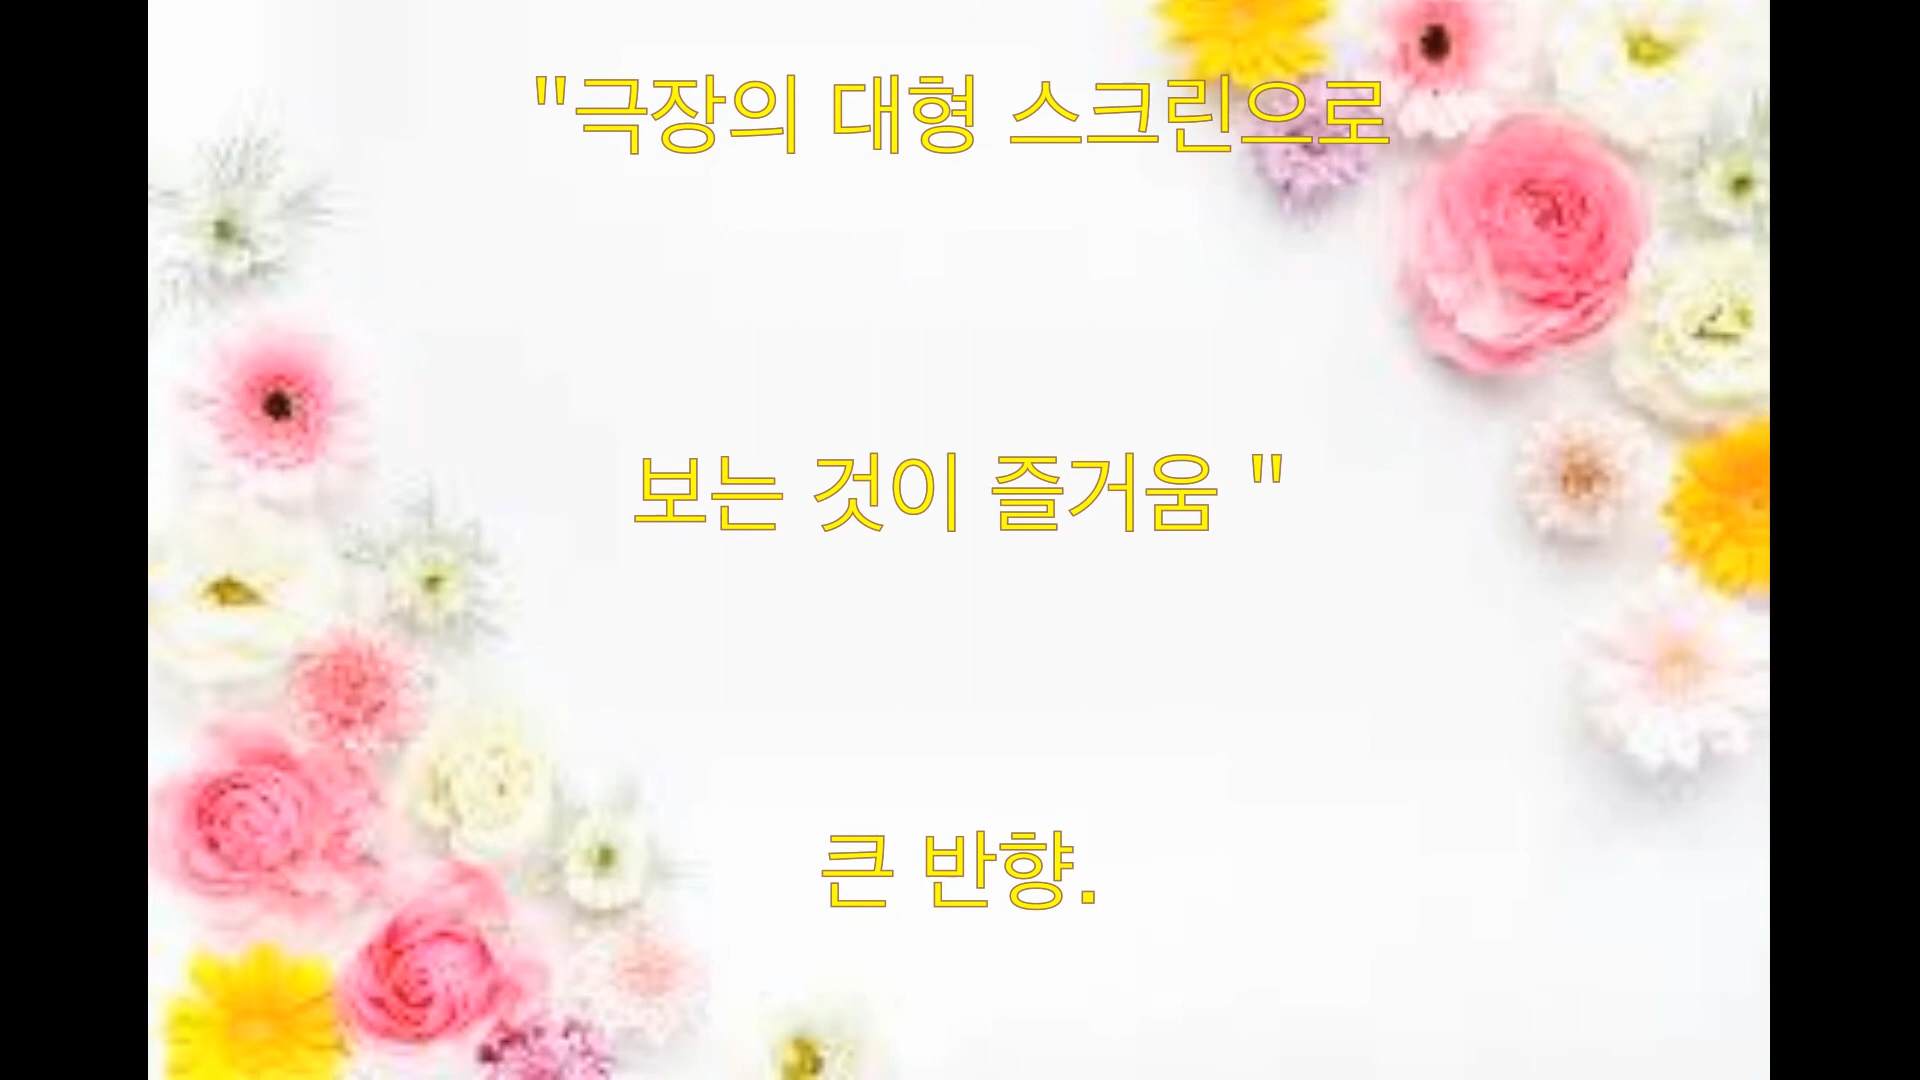 "극장의 대형 스크린으로
보는 것이 즐거움 "
큰 반향.